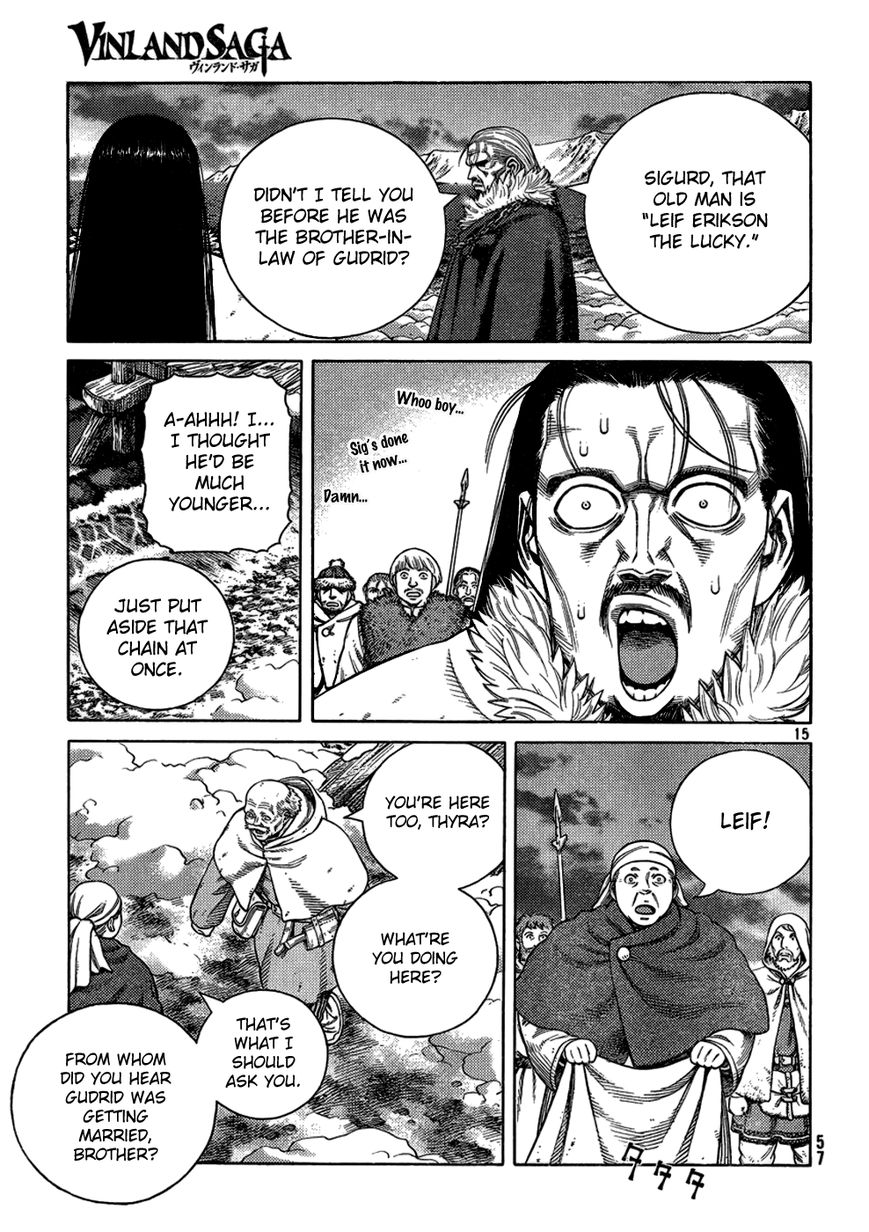 VINLAND SAGA
ヴィンランド・サガ
SIGURD, THAT
OLD MAN IS
"LEIF ERIKSON
THE LUCKY."
DIDN'T I TELL YOU
BEFORE HE WAS
THE BROTHER-IN-
LAW OF GUDRID?
Whoo boy...
Sig's done
it now...
Damn...
A-AHHH! I...
I THOUGHT
HE'D BE
MUCH
YOUNGER...
JUST PUT
ASIDE THAT
CHAIN AT
ONCE.
15
LEIF!
タタタ
YOU'RE HERE
TOO, THYRA?
WHAT'RE
YOU DOING
HERE?
THAT'S
WHAT I
SHOULD
ASK YOU.
FROM WHOM
DID YOU HEAR
GUDRID WAS
GETTING
MARRIED,
BROTHER?
57